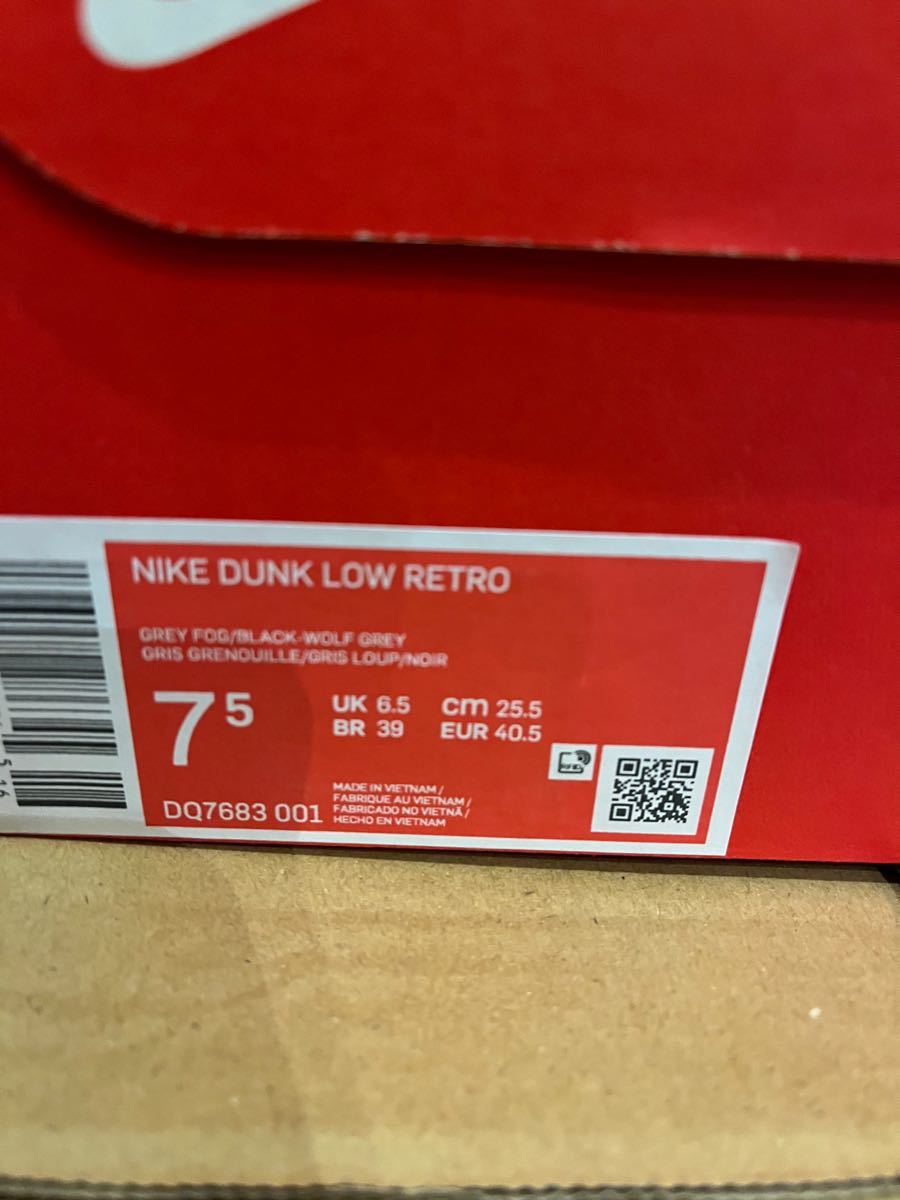 NIKE DUNK LOW RETRO
GREY FOG/BLACK-WOLF GREY
GRIS GRENOUILLE/GRIS LOUP/NOIR
7 5
UK 6.5 cm 25.5
BR 39 EUR 40.5
RFID
MADE IN VIETNAM /
FABRIQUE AU VIETNAM /
FABRICADO NO VIETNÃ /
HECHO EN VIETNAM
DQ7683 001